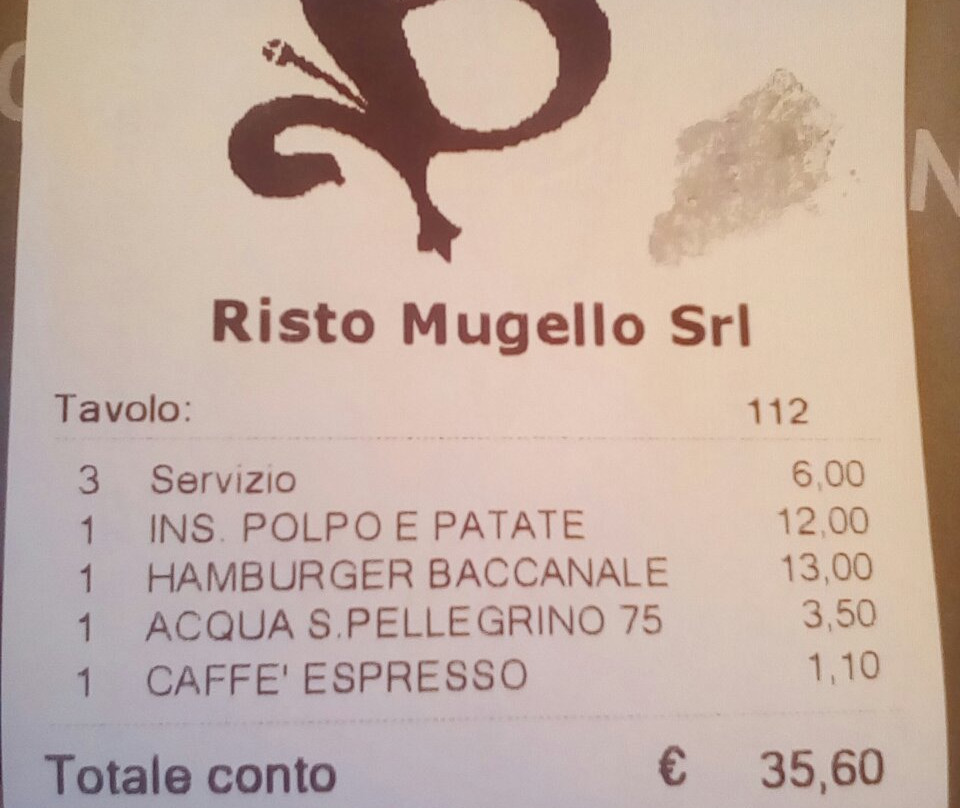 Risto Mugello Srl
Tavolo: 112
3 Servizio 6,00
1 INS. POLPO E PATATE 12,00
1 HAMBURGER BACCANALE 13,00
1 ACQUA S.PELLEGRINO 75 3,50
1 CAFFE' ESPRESSO 1,10
Totale conto € 35,60